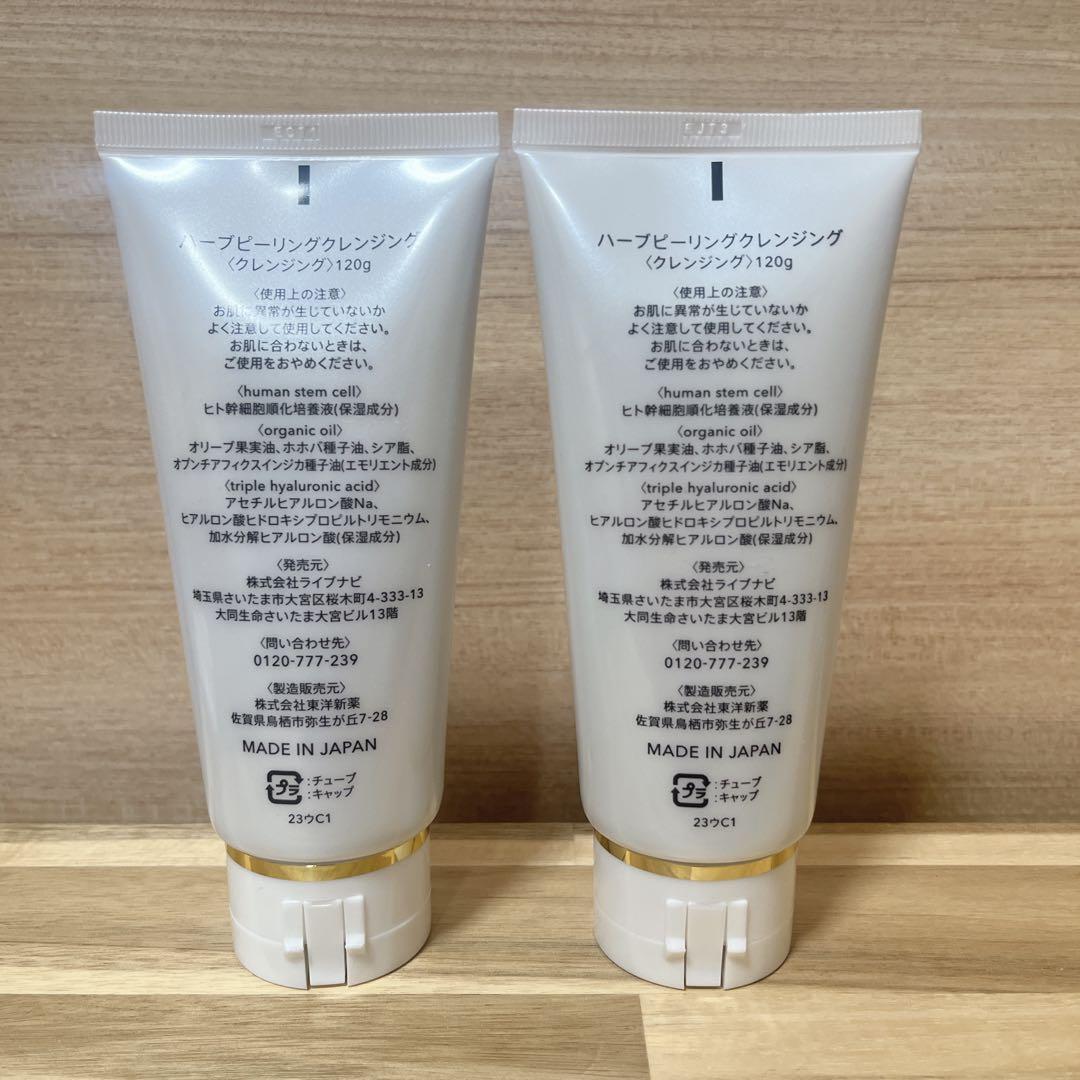 ハーブピーリングクレンジング
〈クレンジング〉120g
〈使用上の注意〉
お肌に異常が生じていないか
よく注意して使用してください。
お肌に合わないときは、
ご使用をおやめください。
〈human stem cell〉
ヒト幹細胞順化培養液(保湿成分)
〈organic oil〉
オリーブ果実油、ホホバ種子油、シア脂、
オプンチアフィクスインジカ種子油(エモリエント成分)
〈triple hyaluronic acid〉
アセチルヒアルロン酸Na、
ヒアルロン酸ヒドロキシプロピルトリモニウム、
加水分解ヒアルロン酸(保湿成分)
〈発売元〉
株式会社ライブナビ
埼玉県さいたま市大宮区桜木町4-333-13
大同生命さいたま大宮ビル13階
〈問い合わせ先〉
0120-777-239
〈製造販売元〉
株式会社東洋新薬
佐賀県鳥栖市弥生が丘7-28
MADE IN JAPAN
プラ :チューブ
:キャップ
23ウC1
ハーブピーリングクレンジング
〈クレンジング〉120g
〈使用上の注意〉
お肌に異常が生じていないか
よく注意して使用してください。
お肌に合わないときは、
ご使用をおやめください。
〈human stem cell〉
ヒト幹細胞順化培養液(保湿成分)
〈organic oil〉
オリーブ果実油、ホホバ種子油、シア脂、
オプンチアフィクスインジカ種子油(エモリエント成分)
〈triple hyaluronic acid〉
アセチルヒアルロン酸Na、
ヒアルロン酸ヒドロキシプロピルトリモニウム、
加水分解ヒアルロン酸(保湿成分)
〈発売元〉
株式会社ライブナビ
埼玉県さいたま市大宮区桜木町4-333-13
大同生命さいたま大宮ビル13階
〈問い合わせ先〉
0120-777-239
〈製造販売元〉
株式会社東洋新薬
佐賀県鳥栖市弥生が丘7-28
MADE IN JAPAN
プラ :チューブ
:キャップ
23ウC1